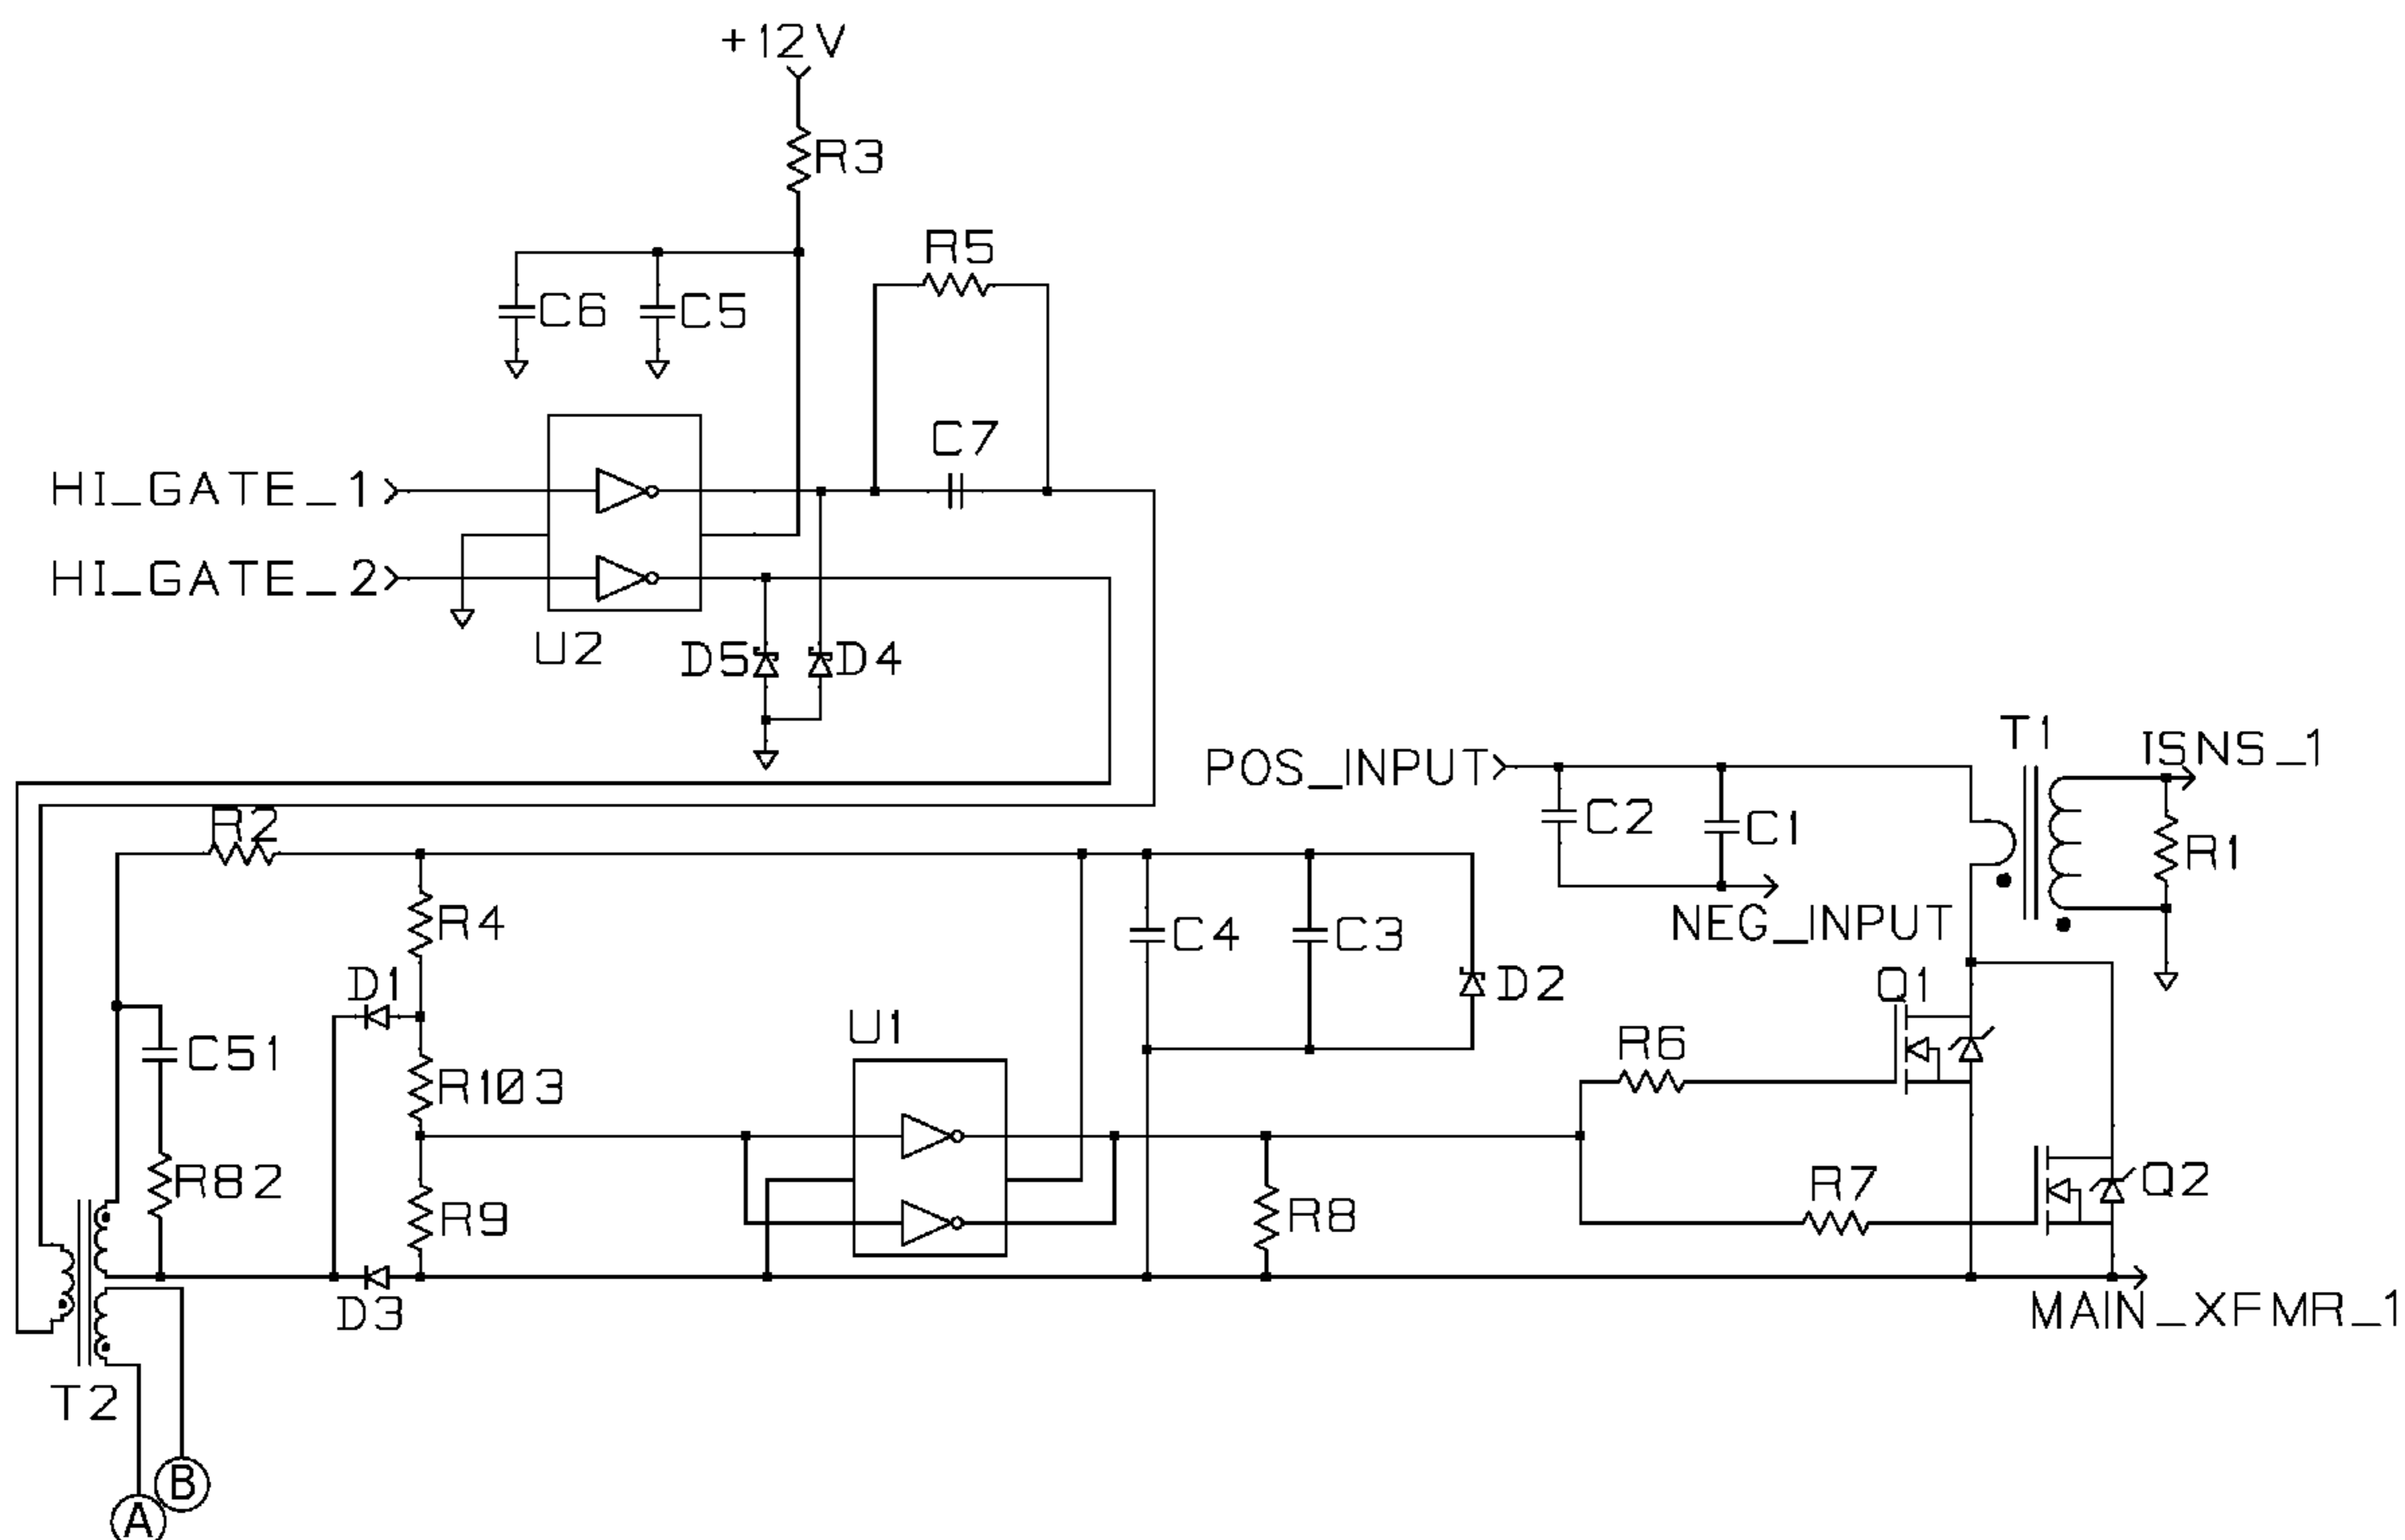 +12V
R3
R5
C6
C5
C7
HI_GATE_1
HI_GATE_2
U2
D5
D4
T1
ISNS_1
POS_INPUT
C2
C1
R1
R2
NEG_INPUT
R4
C4
C3
D1
D2
Q1
U1
R6
C51
R103
R82
R9
R8
R7
Q2
D3
MAIN_XFMR_1
T2
B
A